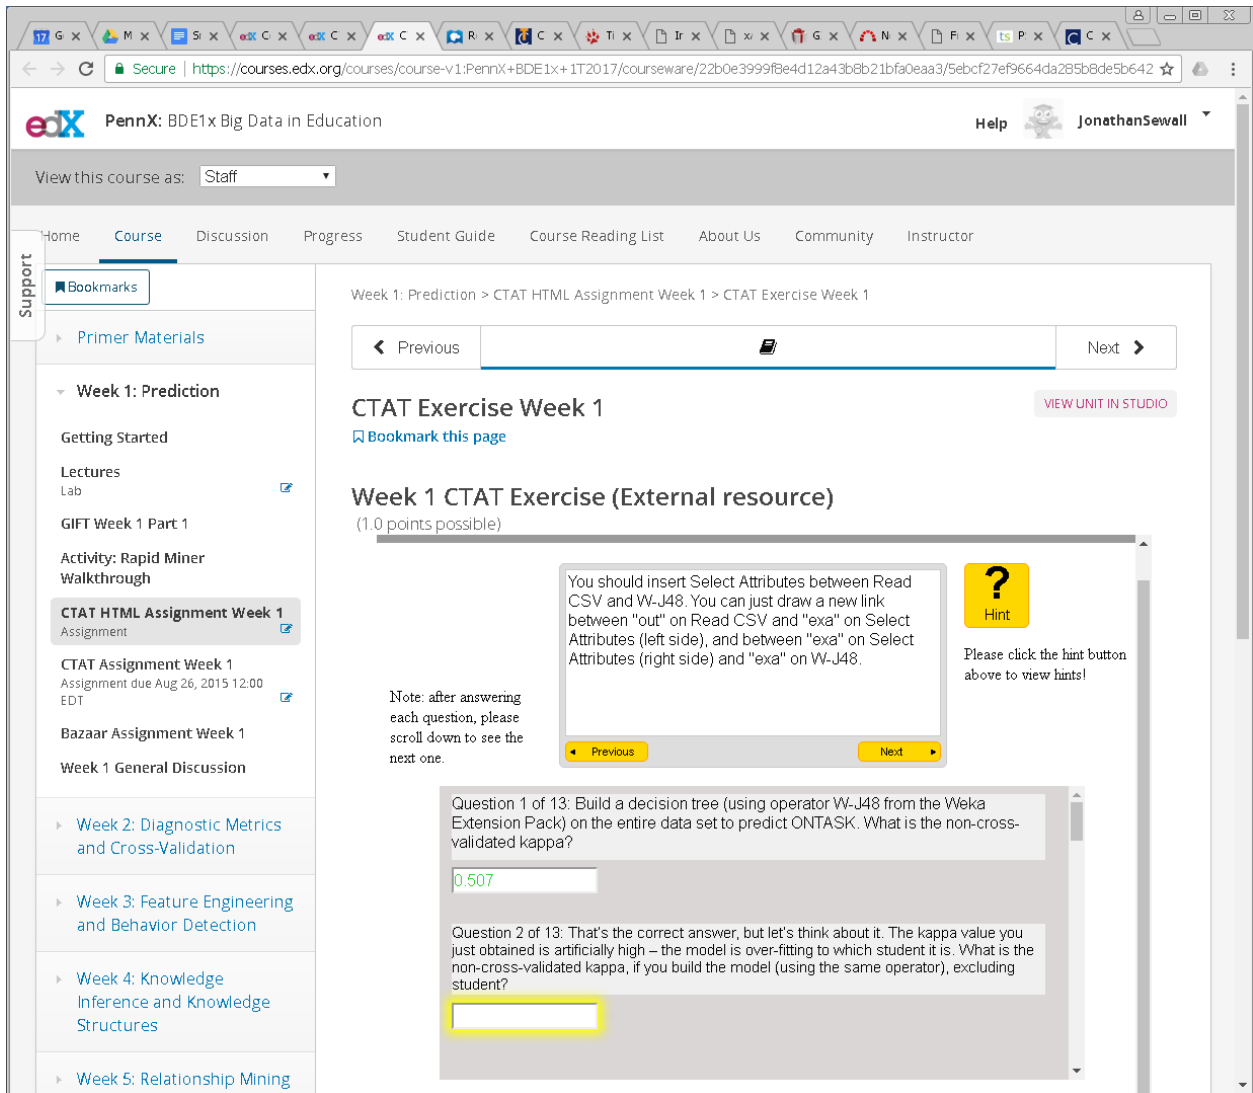 17 G
M
S
edX C
edX C
edX C
R
C
Ti
Ir
X
G
N
F
ts P
C
Secure | https://courses.edx.org/courses/course-v1:PennX+BDE1x+1T2017/courseware/22b0e3999f8e4d12a43b8b21bfa0eaa3/5ebcf27ef9664da285b8de5b642
edX PennX: BDE1x Big Data in Education
Help JonathanSewall
View this course as: Staff
Home Course Discussion Progress Student Guide Course Reading List About Us Community Instructor
Support
Bookmarks
Primer Materials
Week 1: Prediction
Getting Started
Lectures
Lab
GIFT Week 1 Part 1
Activity: Rapid Miner
Walkthrough
CTAT HTML Assignment Week 1
Assignment
CTAT Assignment Week 1
Assignment due Aug 26, 2015 12:00
EDT
Bazaar Assignment Week 1
Week 1 General Discussion
Week 2: Diagnostic Metrics
and Cross-Validation
Week 3: Feature Engineering
and Behavior Detection
Week 4: Knowledge
Inference and Knowledge
Structures
Week 5: Relationship Mining
Week 1: Prediction > CTAT HTML Assignment Week 1 > CTAT Exercise Week 1
Previous
Next
CTAT Exercise Week 1
VIEW UNIT IN STUDIO
Bookmark this page
Week 1 CTAT Exercise (External resource)
(1.0 points possible)
Note: after answering
each question, please
scroll down to see the
next one.
You should insert Select Attributes between Read
CSV and W-J48. You can just draw a new link
between "out" on Read CSV and "exa" on Select
Attributes (left side), and between "exa" on Select
Attributes (right side) and "exa" on W-J48.
Previous
Next
?
Hint
Please click the hint button
above to view hints!
Question 1 of 13: Build a decision tree (using operator W-J48 from the Weka
Extension Pack) on the entire data set to predict ONTASK. What is the non-cross-
validated kappa?
0.507
Question 2 of 13: That's the correct answer, but let's think about it. The kappa value you
just obtained is artificially high – the model is over-fitting to which student it is. What is the
non-cross-validated kappa, if you build the model (using the same operator), excluding
student?